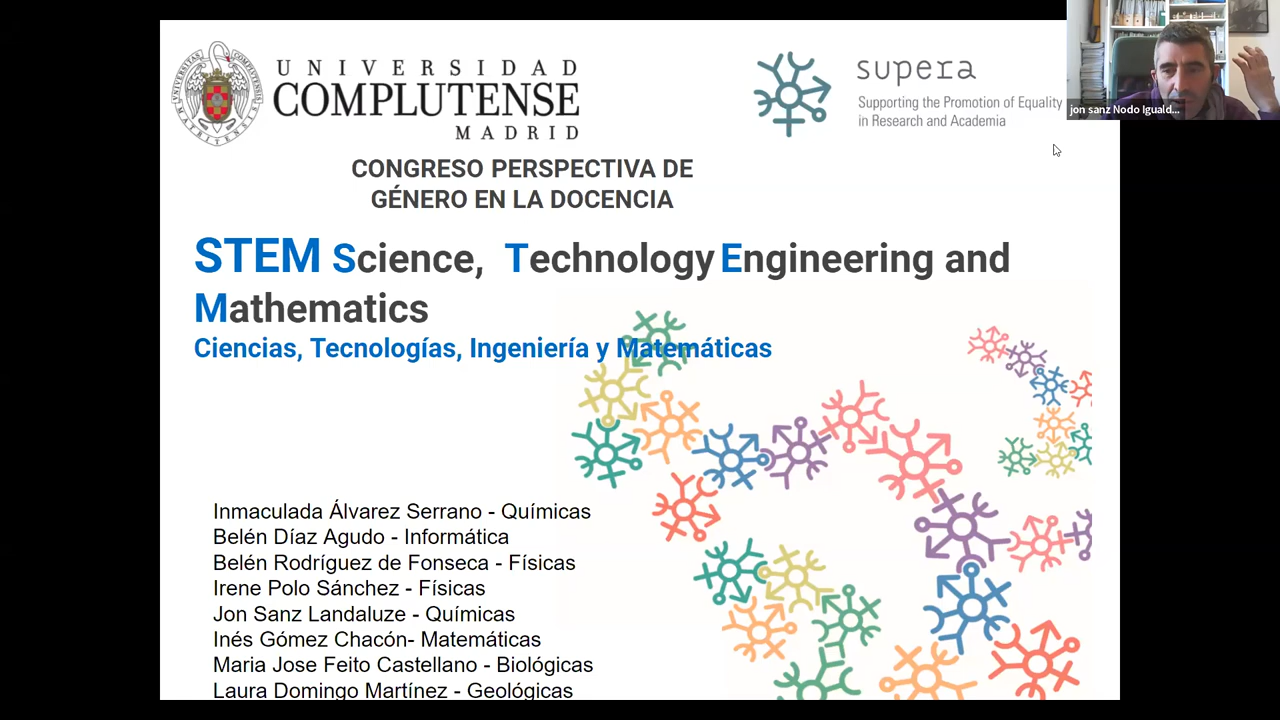 UNIVERSIDAD
COMPLUTENSE
MADRID
supera
Supporting the Promotion of Equality
in Research and Academia
jon sanz Nodo Iguald...
CONGRESO PERSPECTIVA DE
GÉNERO EN LA DOCENCIA
STEM Science, Technology Engineering and
Mathematics
Ciencias, Tecnologías, Ingeniería y Matemáticas
Inmaculada Álvarez Serrano - Químicas
Belén Díaz Agudo - Informática
Belén Rodríguez de Fonseca - Físicas
Irene Polo Sánchez - Físicas
Jon Sanz Landaluze - Químicas
Inés Gómez Chacón- Matemáticas
Maria Jose Feito Castellano - Biológicas
Laura Domingo Martínez - Geológicas